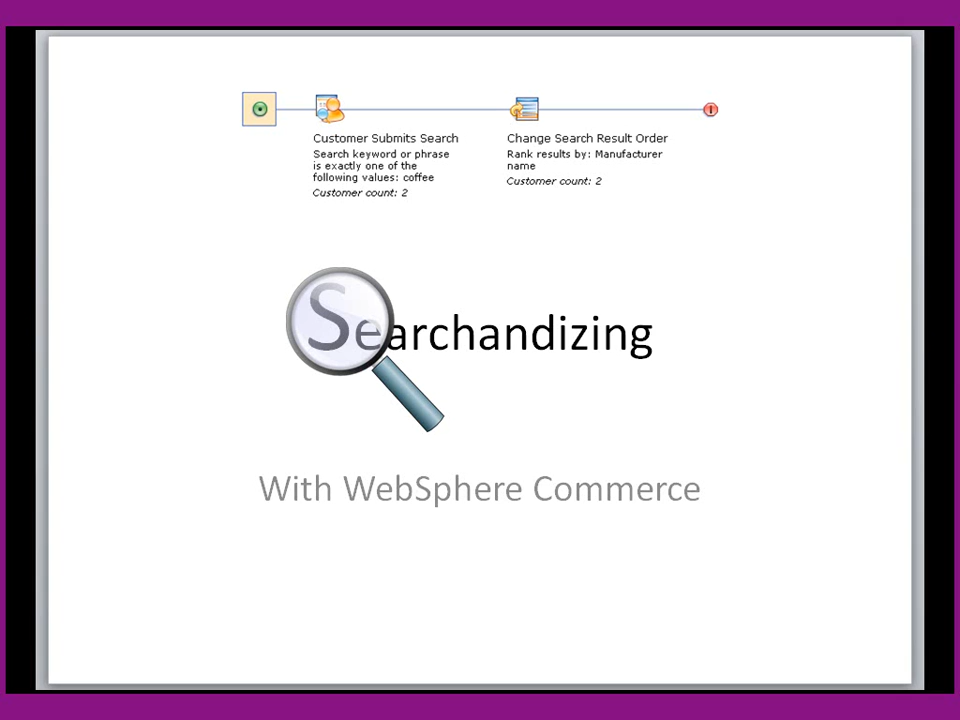 Customer Submits Search
Search keyword or phrase
is exactly one of the
following values: coffee
Customer count: 2
Change Search Result Order
Rank results by: Manufacturer
name
Customer count: 2
Searchandizing
With WebSphere Commerce